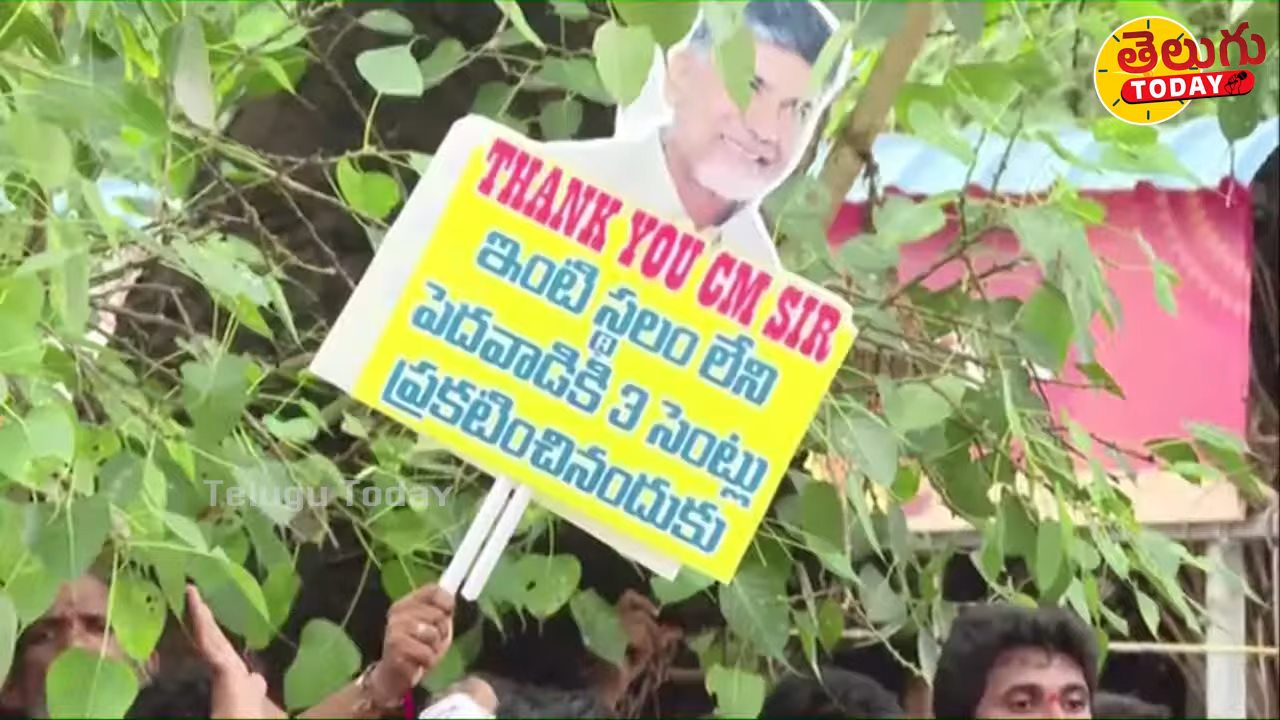 తెలుగు
TODAY
THANK YOU CM SIR
ఇంటి స్థలం లేని
పెదవాడికి 3 సెంట్లు
ప్రకటించినందుకు
Telugu Today